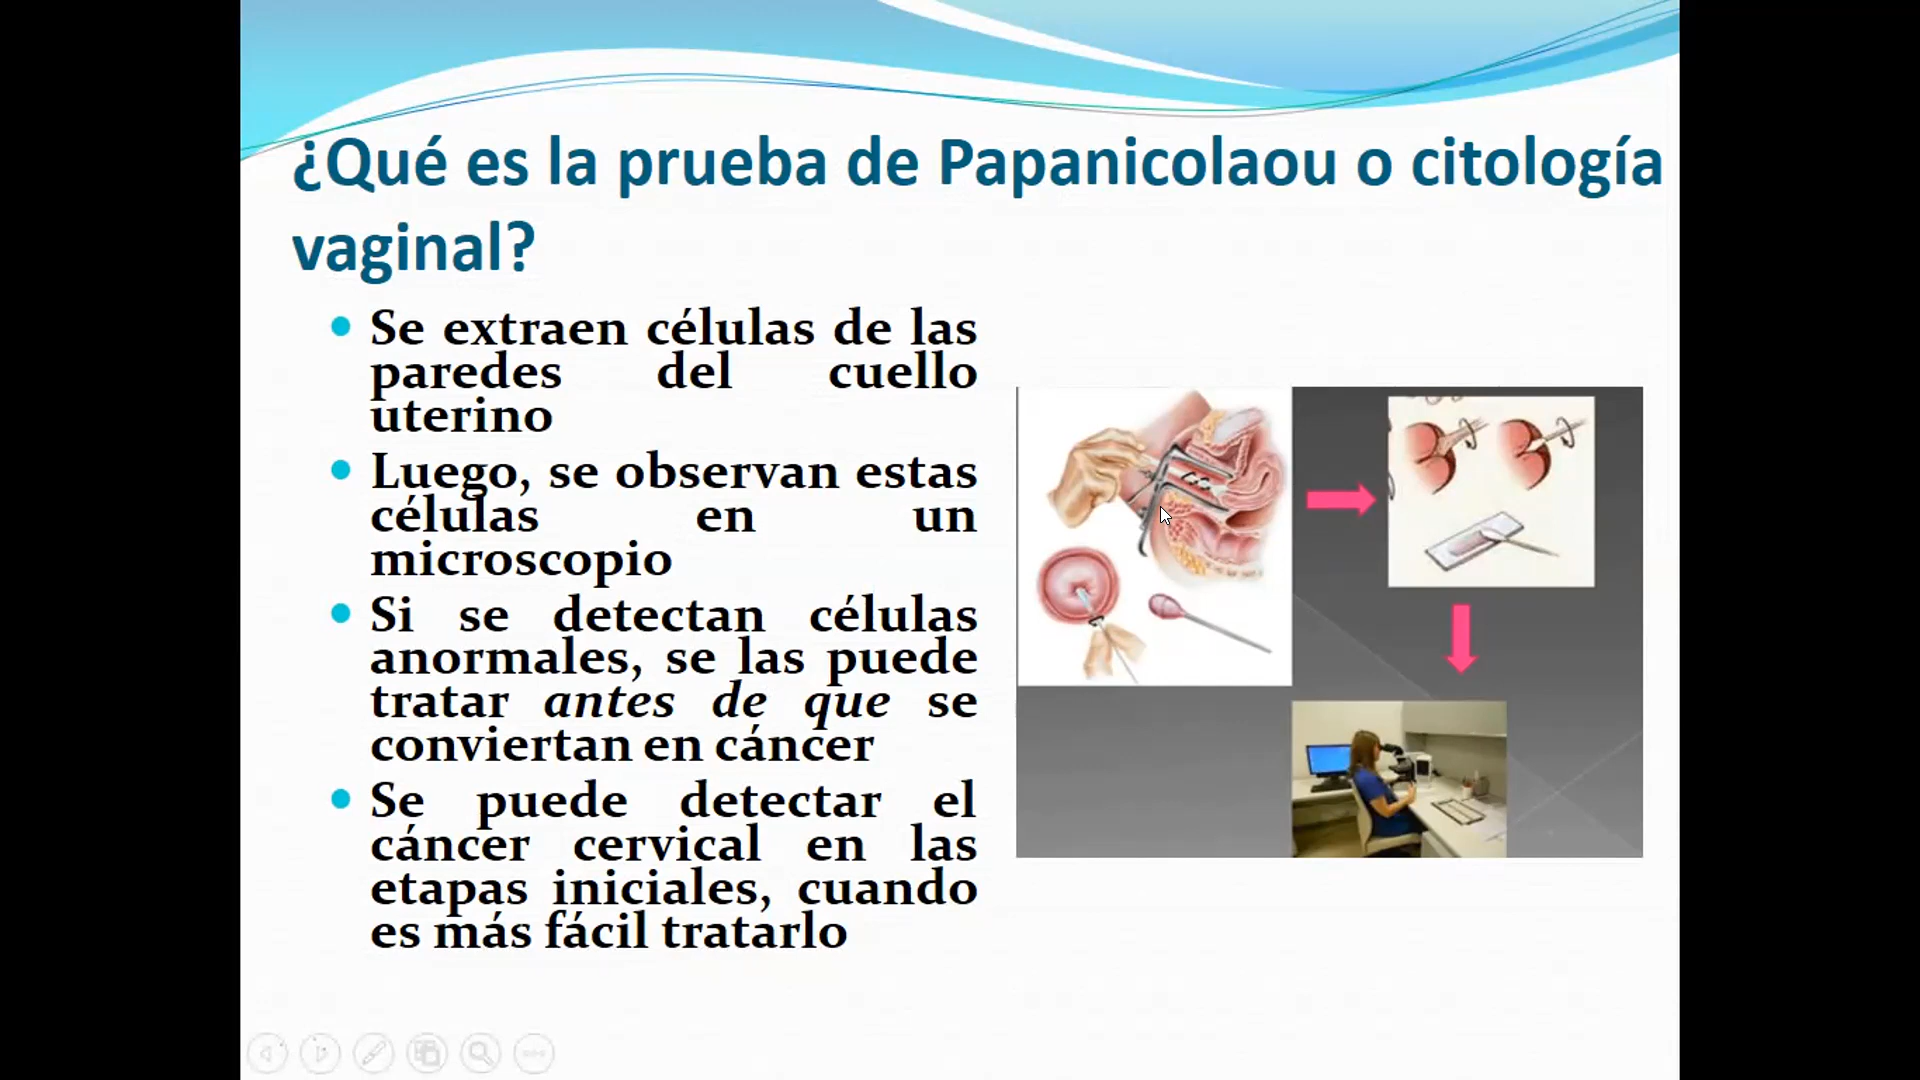 ¿Qué es la prueba de Papanicolaou o citología
vaginal?
Se extraen células de las
paredes del cuello
uterino
Luego, se observan estas
células en un
microscopio
Si se detectan células
anormales, se las puede
tratar antes de que se
conviertan en cáncer
Se puede detectar el
cáncer cervical en las
etapas iniciales, cuando
es más fácil tratarlo